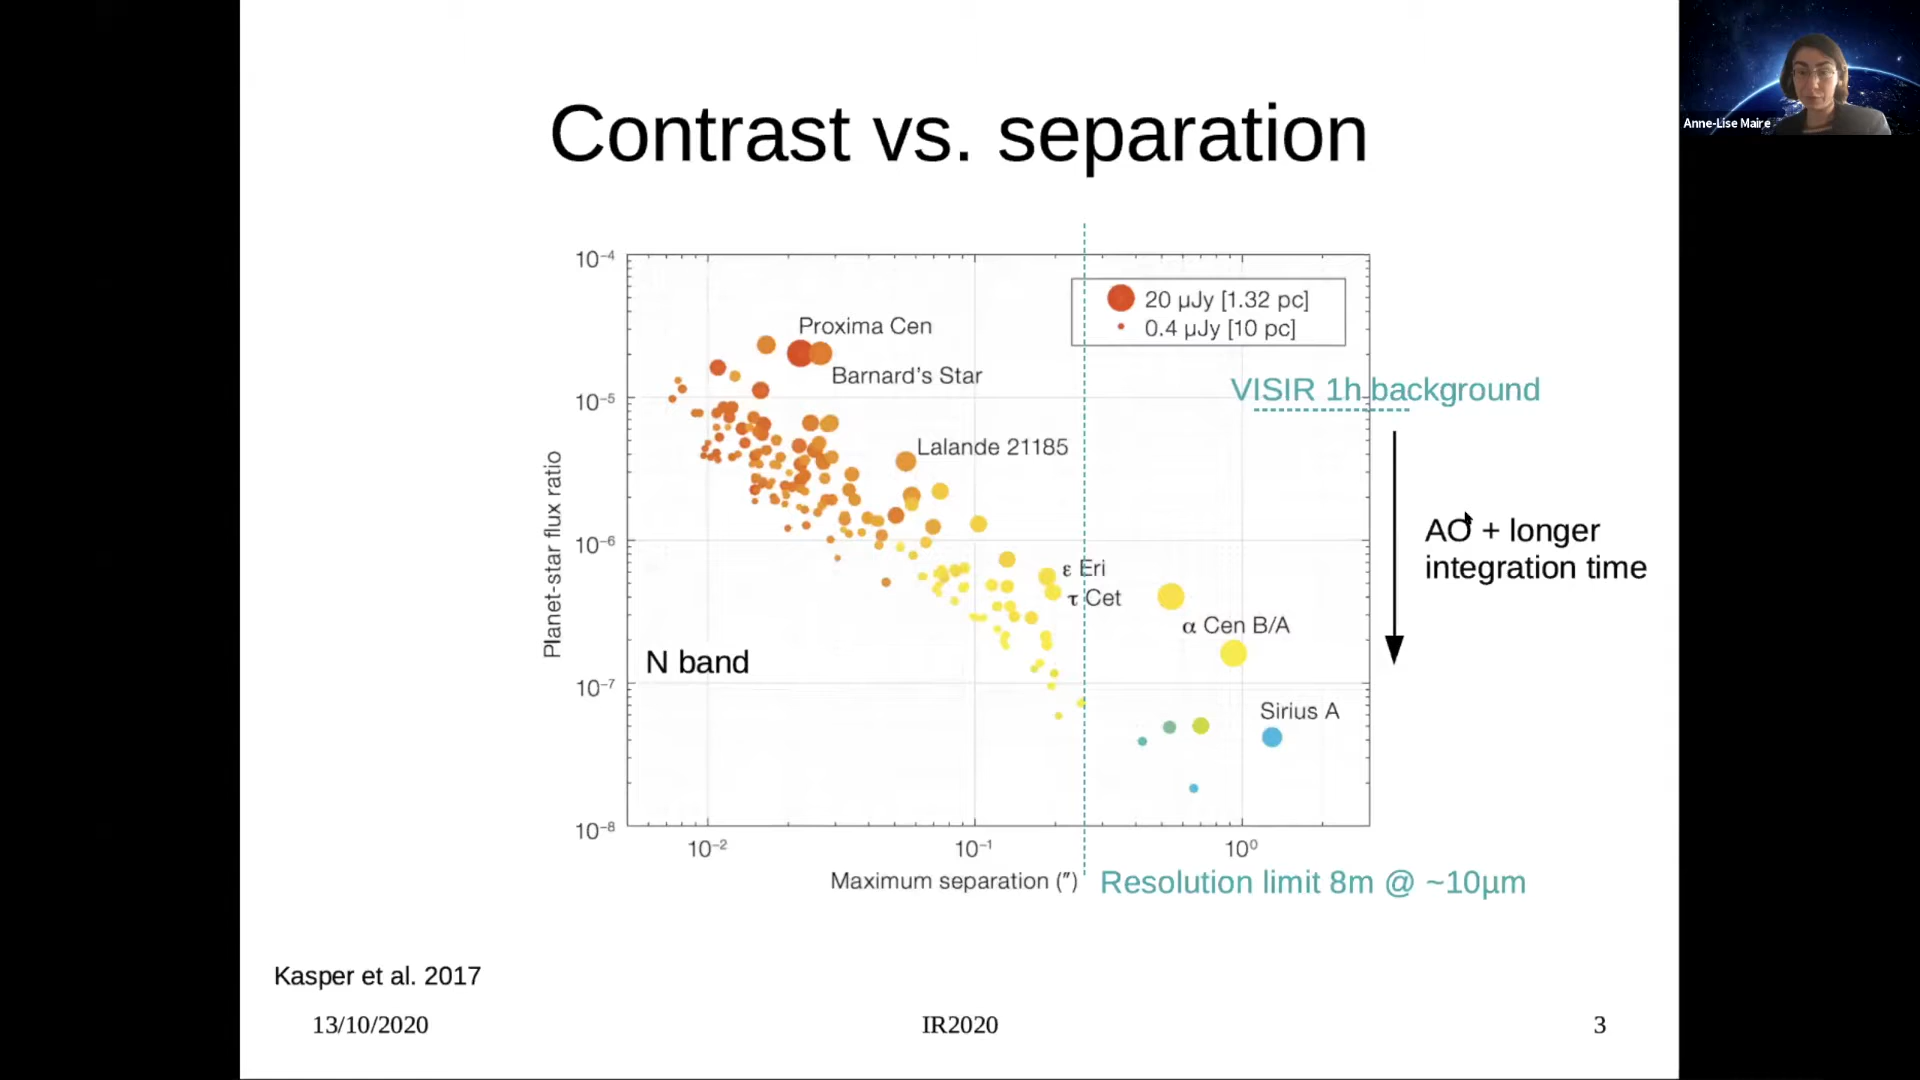 Contrast vs. separation
Anne-Lise Maire
10⁻⁴
10⁻⁵
10⁻⁶
10⁻⁷
10⁻⁸
Planet-star flux ratio
20 µJy [1.32 pc]
0.4 µJy [10 pc]
Proxima Cen
Barnard's Star
VISIR 1h background
Lalande 21185
AO + longer
integration time
ε Eri
τ Cet
α Cen B/A
N band
Sirius A
10⁻²
10⁻¹
10⁰
Maximum separation (″)
Resolution limit 8m @ ~10µm
Kasper et al. 2017
13/10/2020
IR2020
3